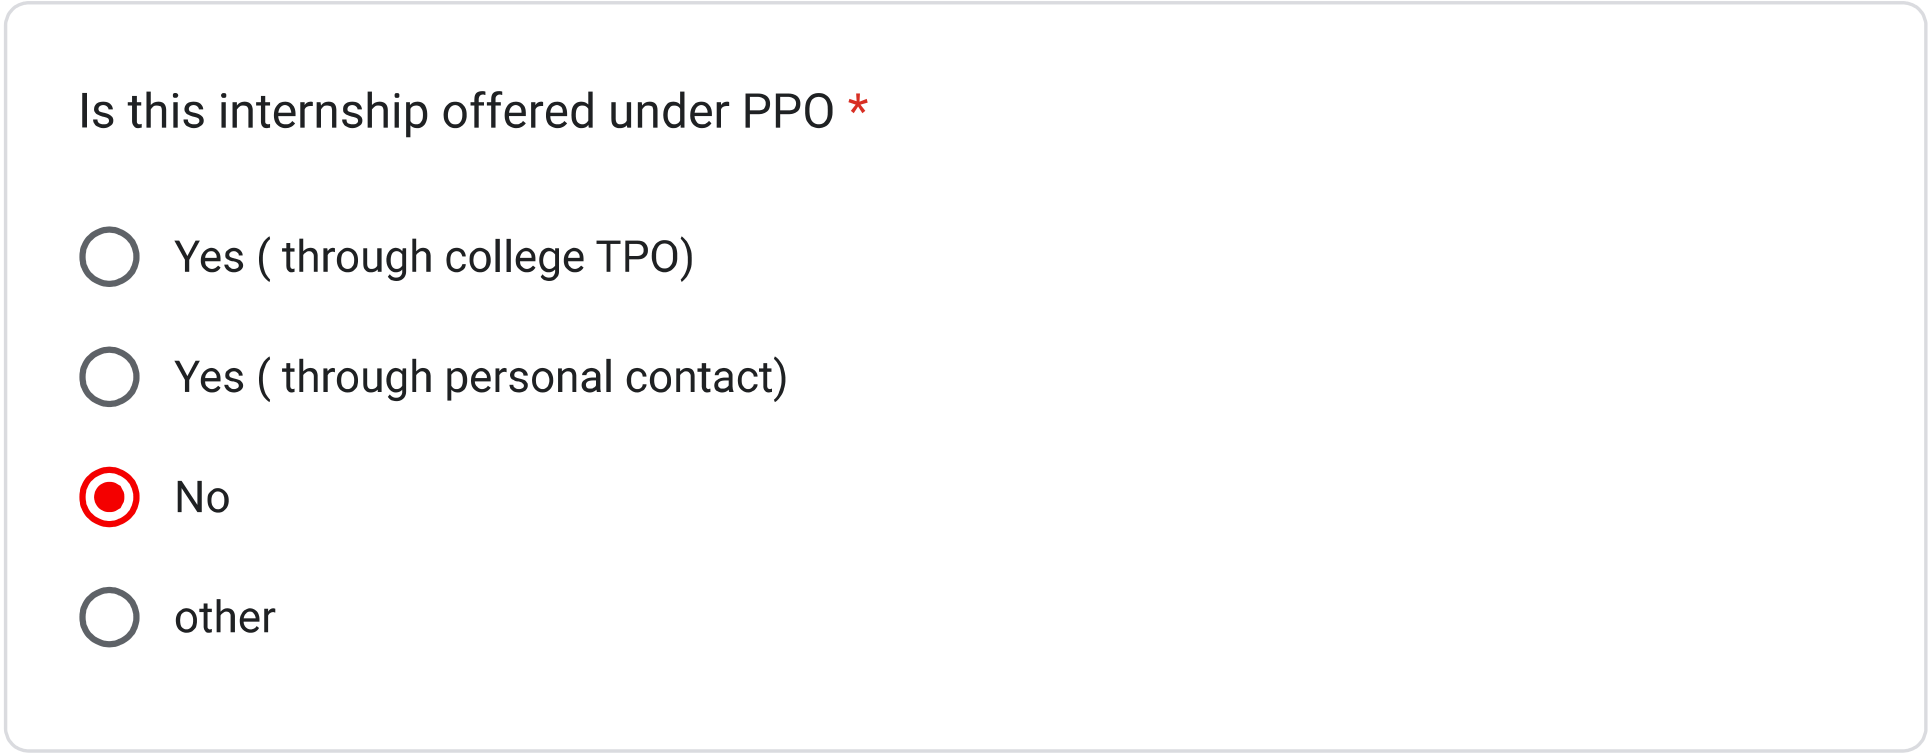 Is this internship offered under PPO *
Yes ( through college TPO)
Yes ( through personal contact)
No
other